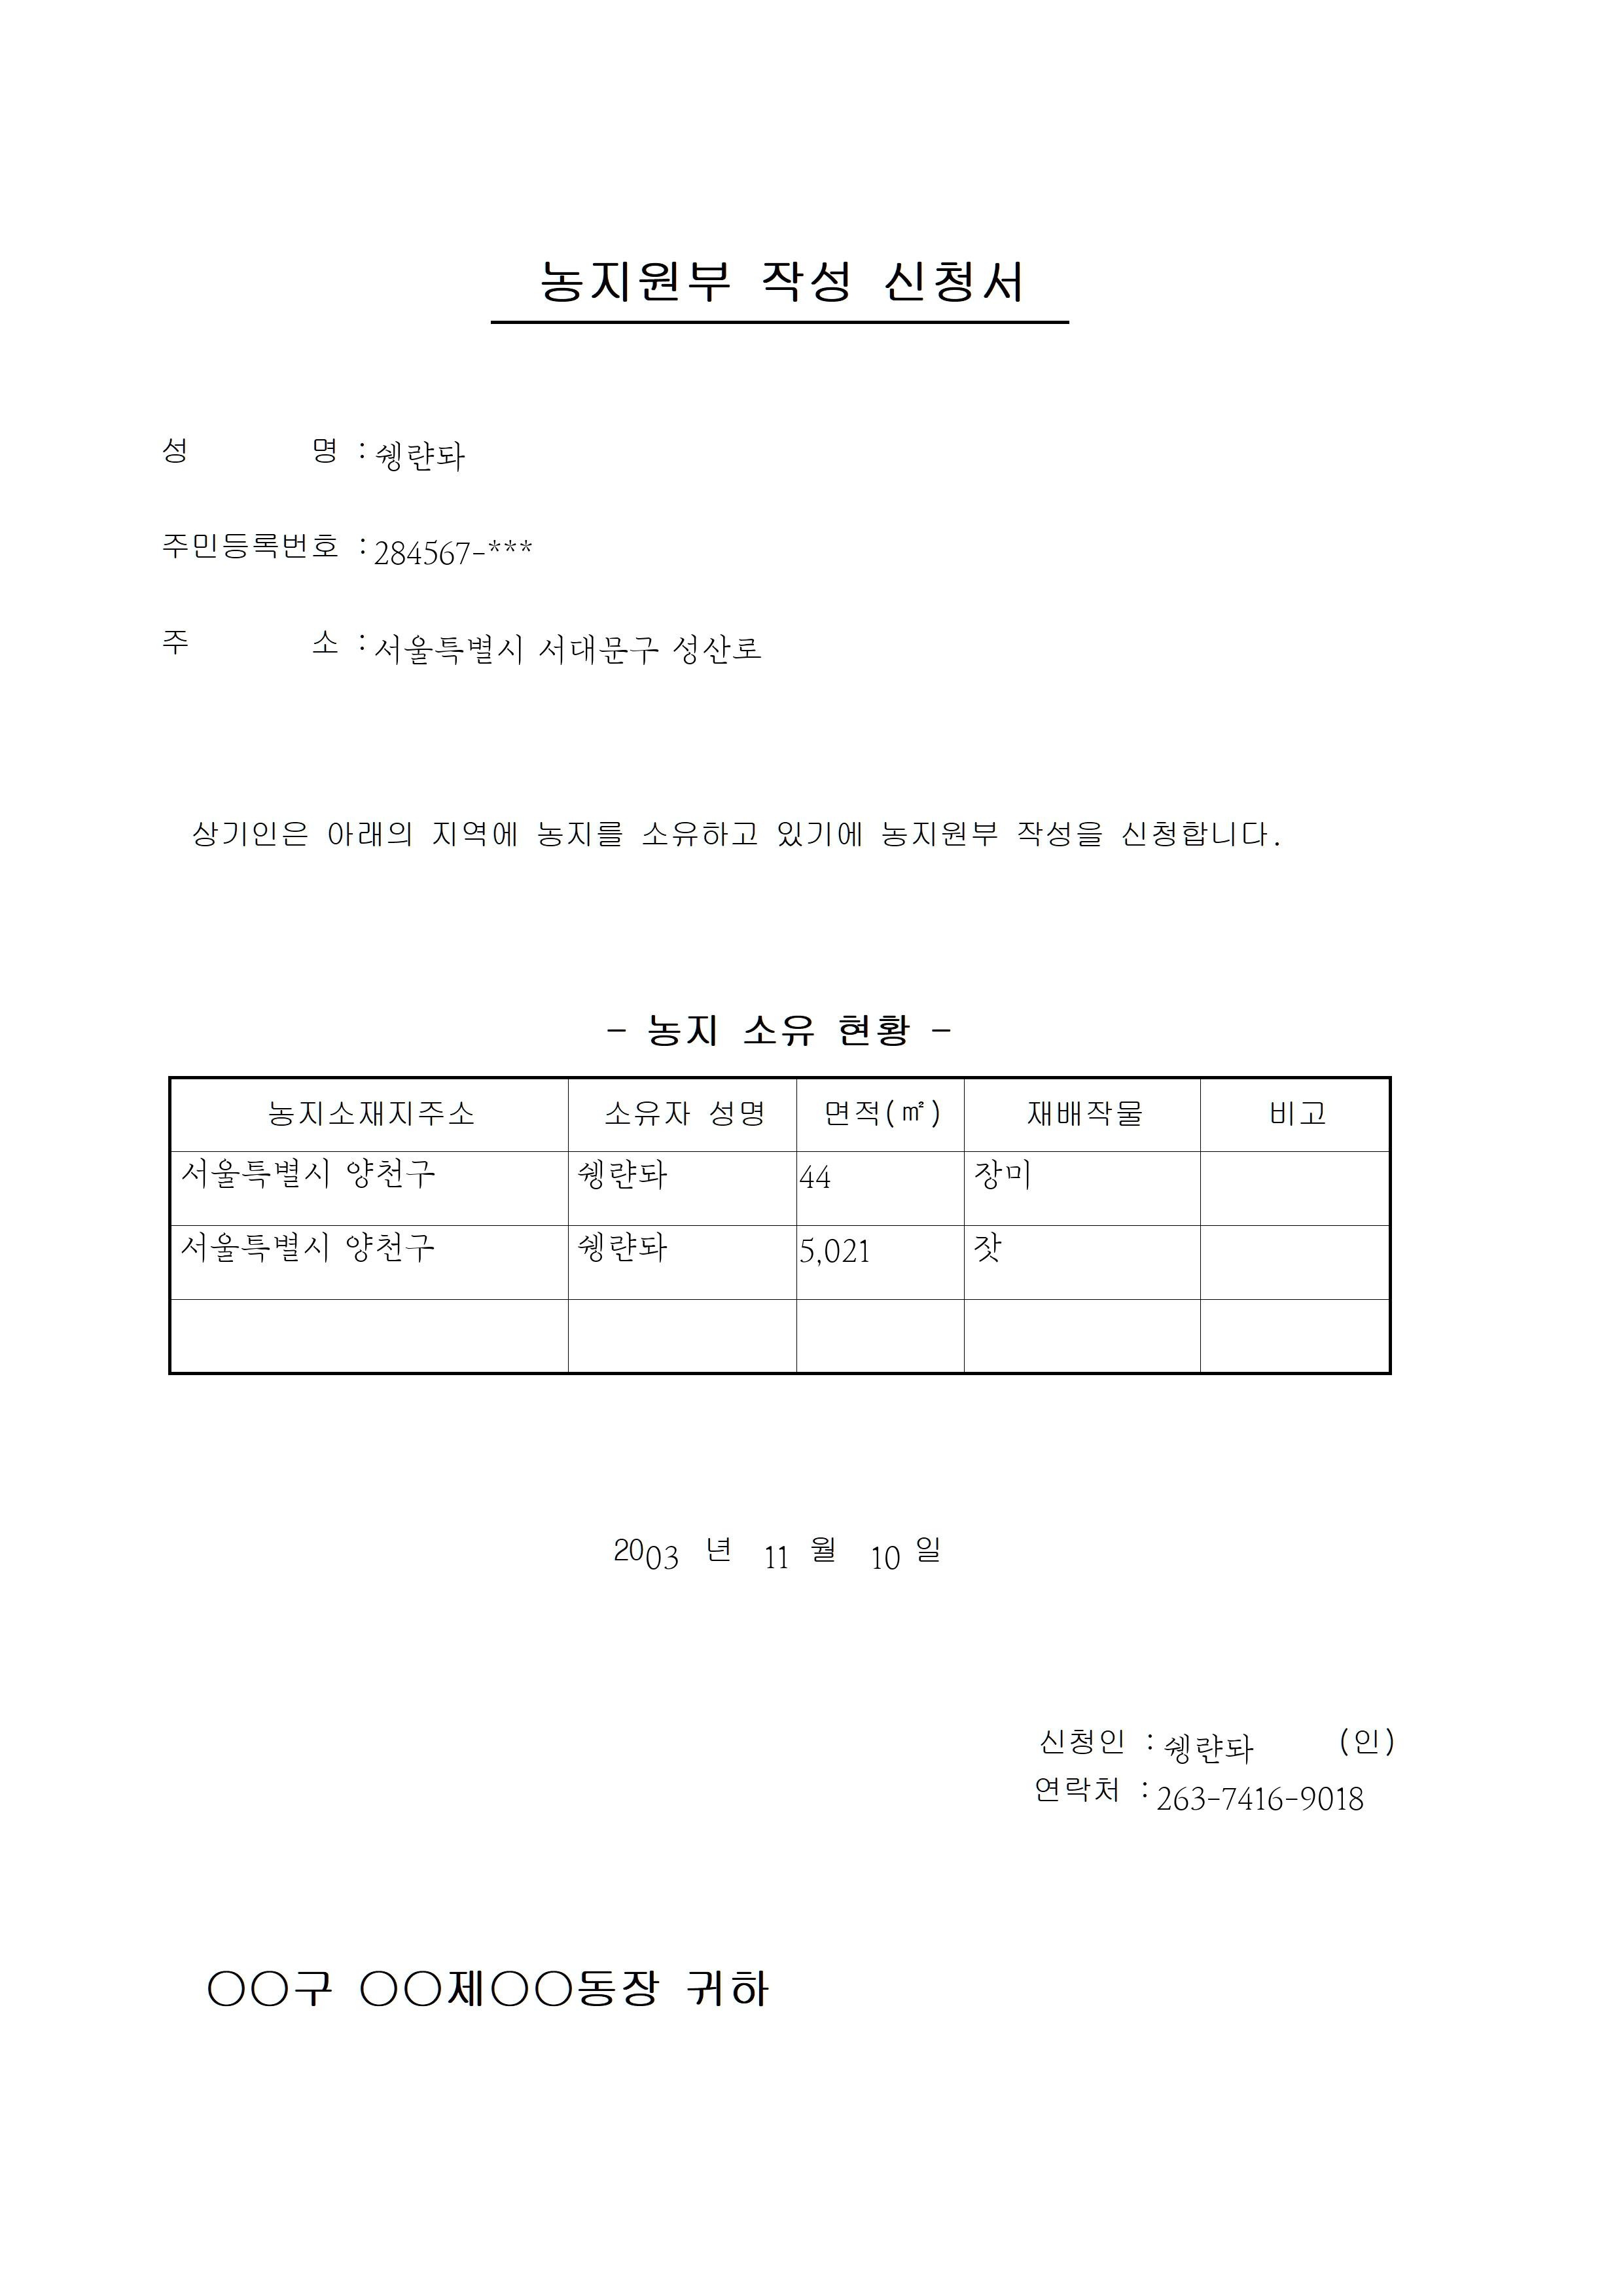 농지원부 작성 신청서
성 명 : 쉥랸돠
주민등록번호 : 284567-***
주 소 : 서울특별시 서대문구 성산로
상기인은 아래의 지역에 농지를 소유하고 있기에 농지원부 작성을 신청합니다.
- 농지 소유 현황 -
농지소재지주소 소유자 성명 면적(㎡) 재배작물 비고
서울특별시 양천구 쉥랸돠 44 장미
서울특별시 양천구 쉥랸돠 5,021 잣
2003 년 11 월 10 일
신청인 : 쉥랸돠 (인)
연락처 : 263-7416-9018
○○구 ○○제○○동장 귀하